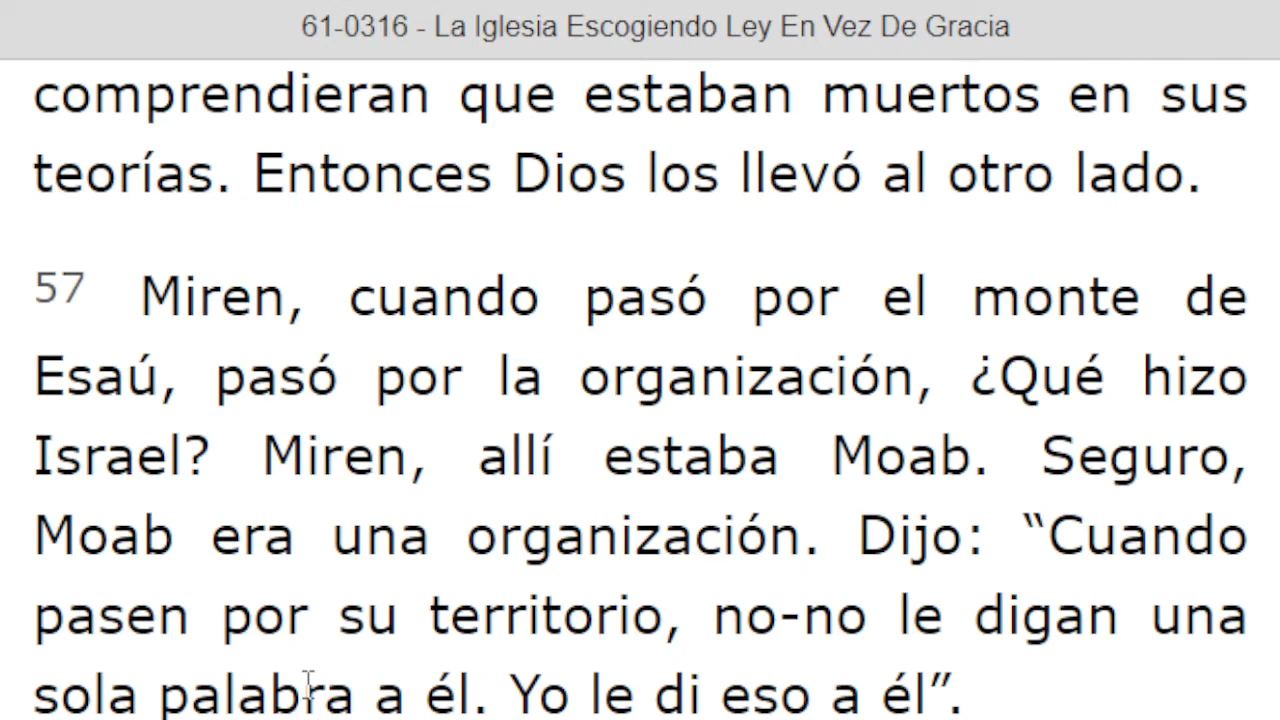 61-0316 - La Iglesia Escogiendo Ley En Vez De Gracia
comprendieran que estaban muertos en sus
teorías. Entonces Dios los llevó al otro lado.
57 Miren, cuando pasó por el monte de
Esaú, pasó por la organización, ¿Qué hizo
Israel? Miren, allí estaba Moab. Seguro,
Moab era una organización. Dijo: “Cuando
pasen por su territorio, no-no le digan una
sola palabra a él. Yo le di eso a él”.